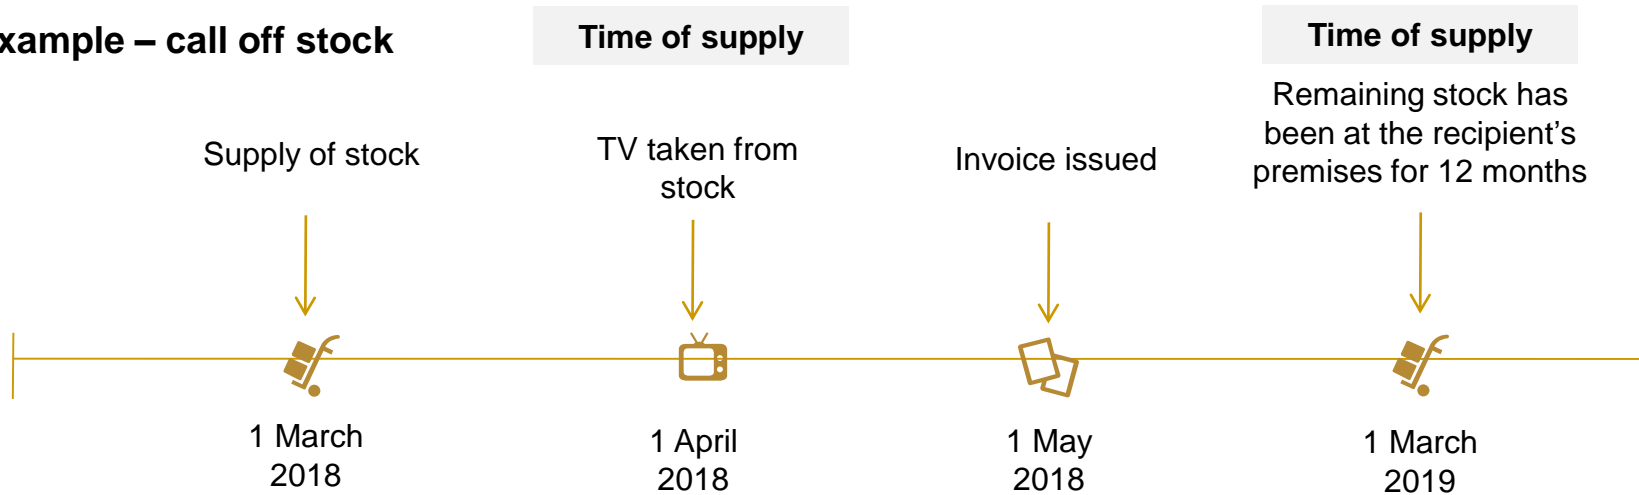 xample – call off stock
Time of supply
Time of supply
Supply of stock
TV taken from
stock
Invoice issued
Remaining stock has
been at the recipient's
premises for 12 months
1 March
2018
1 April
2018
1 May
2018
1 March
2019